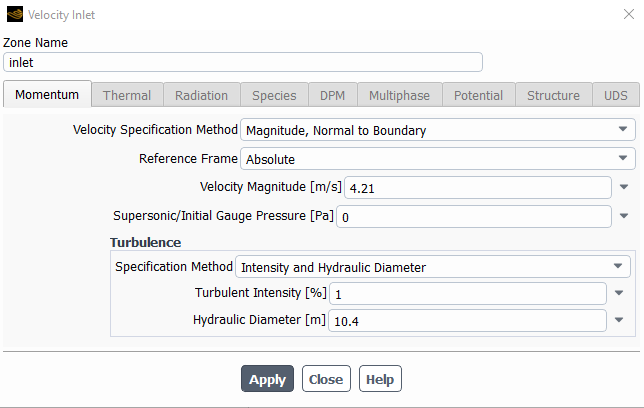 Velocity Inlet
Zone Name
inlet
Momentum Thermal Radiation Species DPM Multiphase Potential Structure UDS
Velocity Specification Method Magnitude, Normal to Boundary
Reference Frame Absolute
Velocity Magnitude [m/s] 4.21
Supersonic/Initial Gauge Pressure [Pa] 0
Turbulence
Specification Method Intensity and Hydraulic Diameter
Turbulent Intensity [%] 1
Hydraulic Diameter [m] 10.4
Apply Close Help